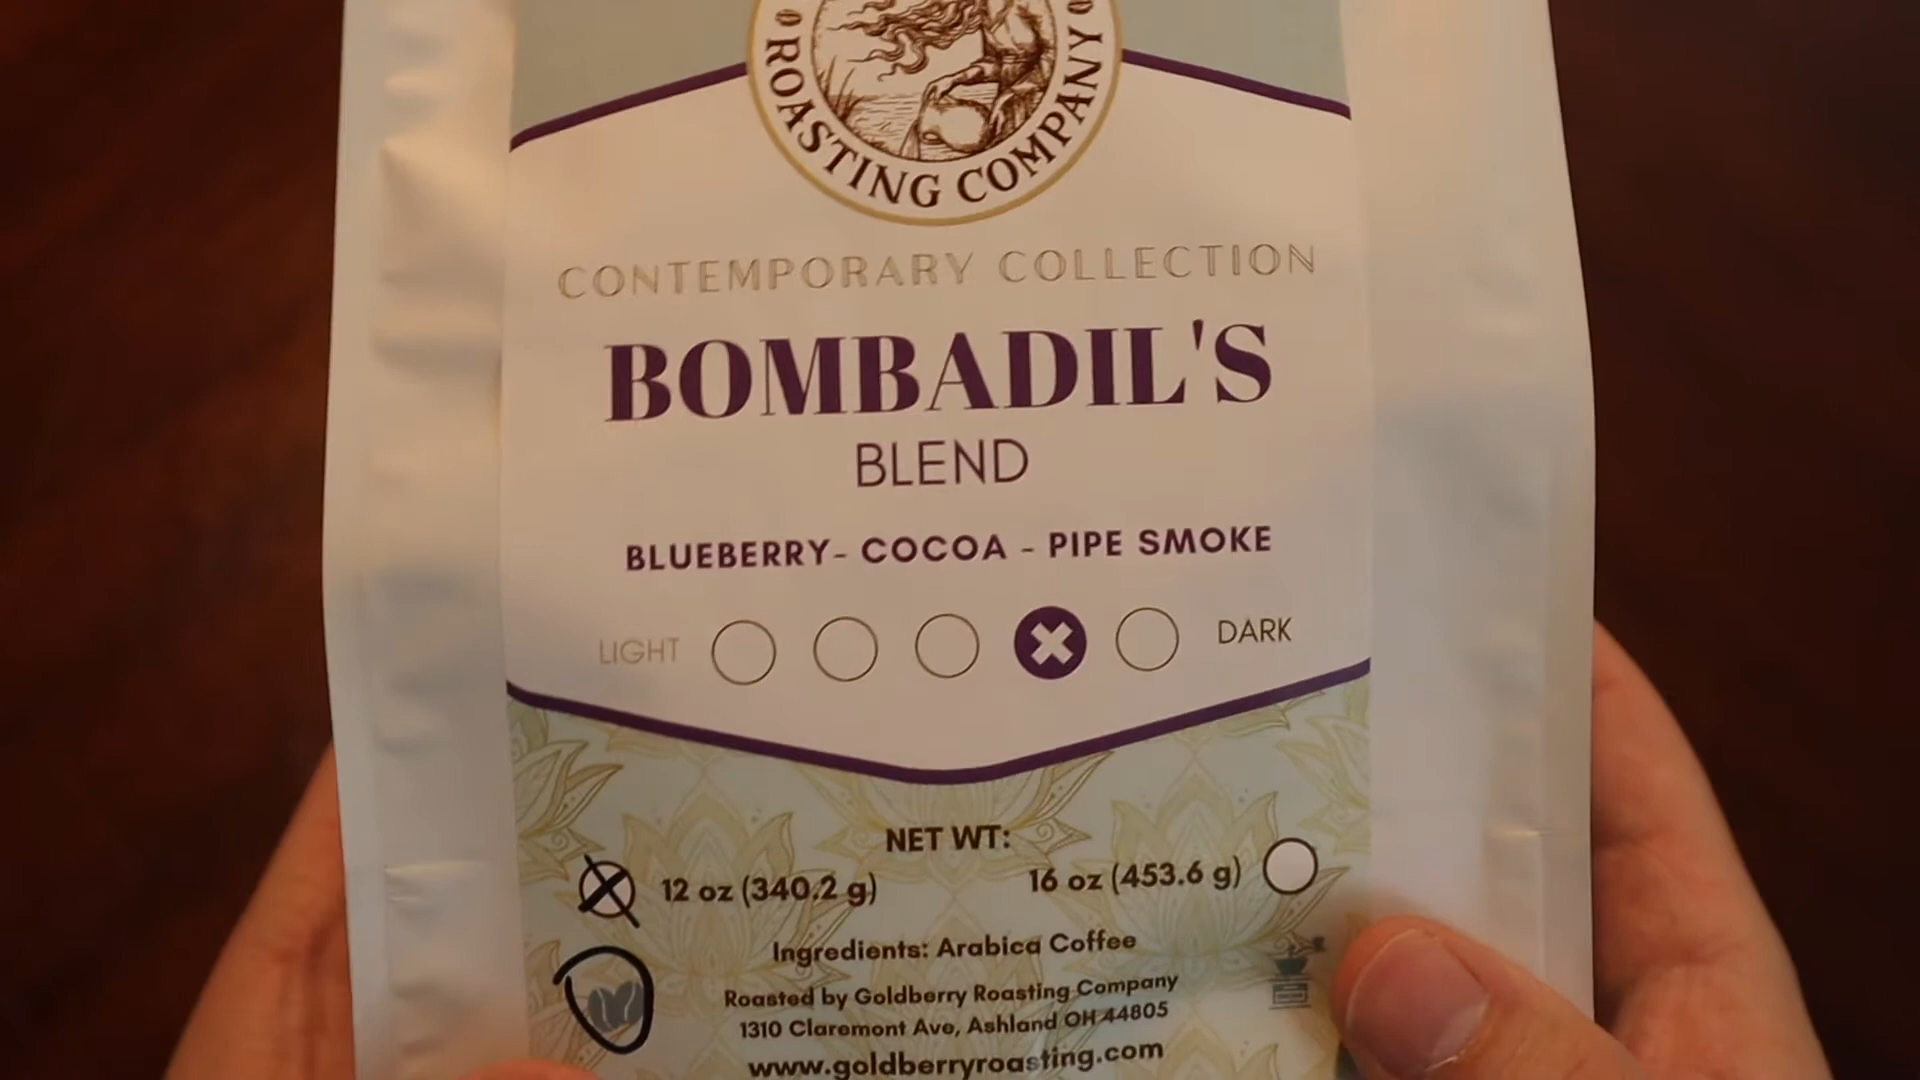 ROASTING COMPANY
CONTEMPORARY COLLECTION
BOMBADIL'S
BLEND
BLUEBERRY- COCOA - PIPE SMOKE
LIGHT DARK
NET WT:
12 oz (340.2 g) 16 oz (453.6 g)
Ingredients: Arabica Coffee
Roasted by Goldberry Roasting Company
1310 Claremont Ave, Ashland OH 44805
www.goldberryroasting.com